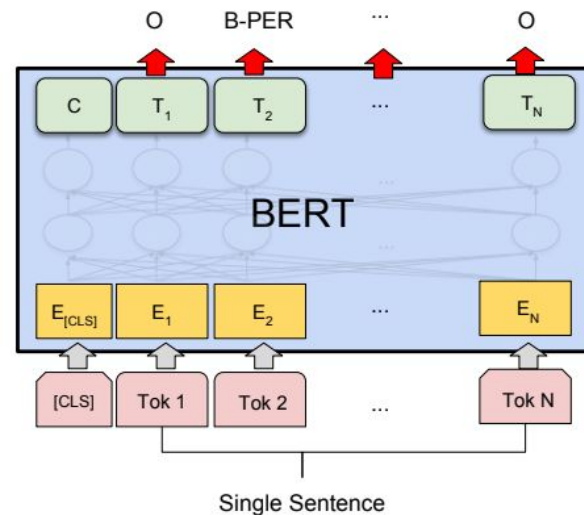 O B-PER ... O
C T1 T2 ... TN
...
BERT
...
E[CLS] E1 E2 ... EN
[CLS] Tok 1 Tok 2 ... Tok N
Single Sentence